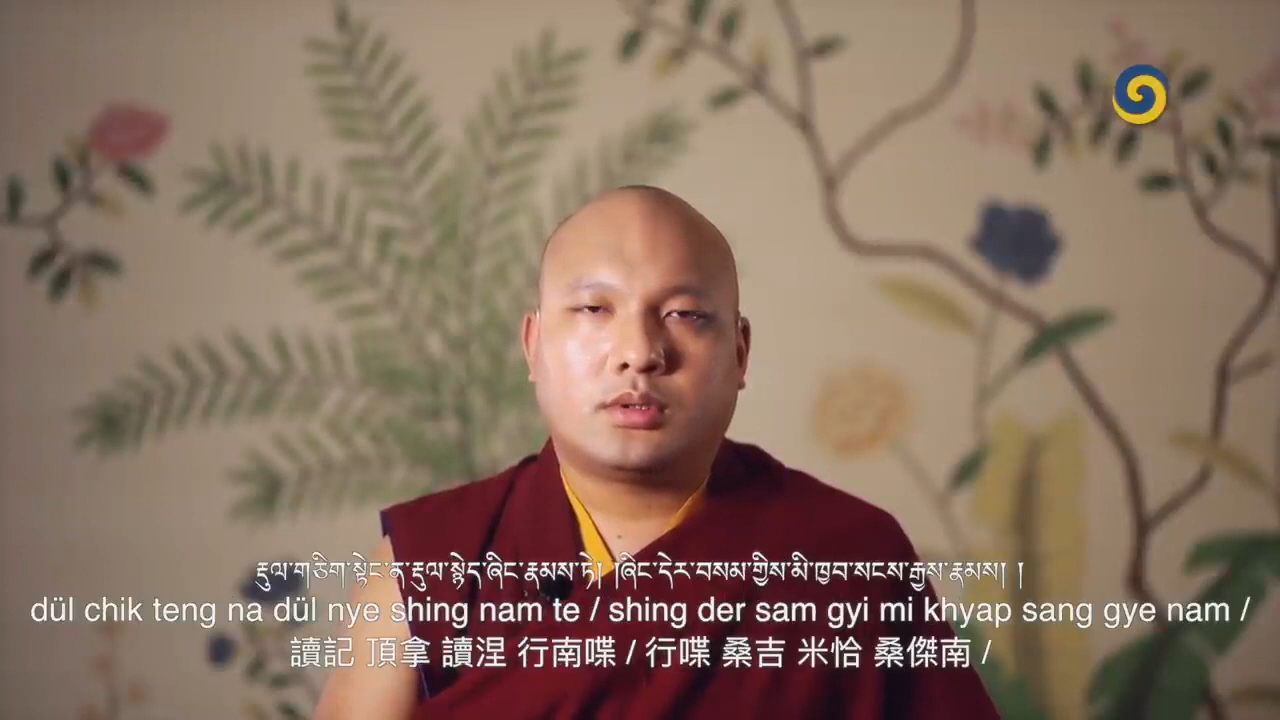 རྡུལ་གཅིག་སྟེང་ན་རྡུལ་སྙེད་ཞིང་རྣམས་ཏེ། །ཞིང་དེར་བསམ་གྱིས་མི་ཁྱབ་སངས་རྒྱས་རྣམས། །
dül chik teng na dül nye shing nam te / shing der sam gyi mi khyap sang gye nam /
讀記 頂拿 讀涅 行南喋 / 行喋 桑吉 米恰 桑傑南 /